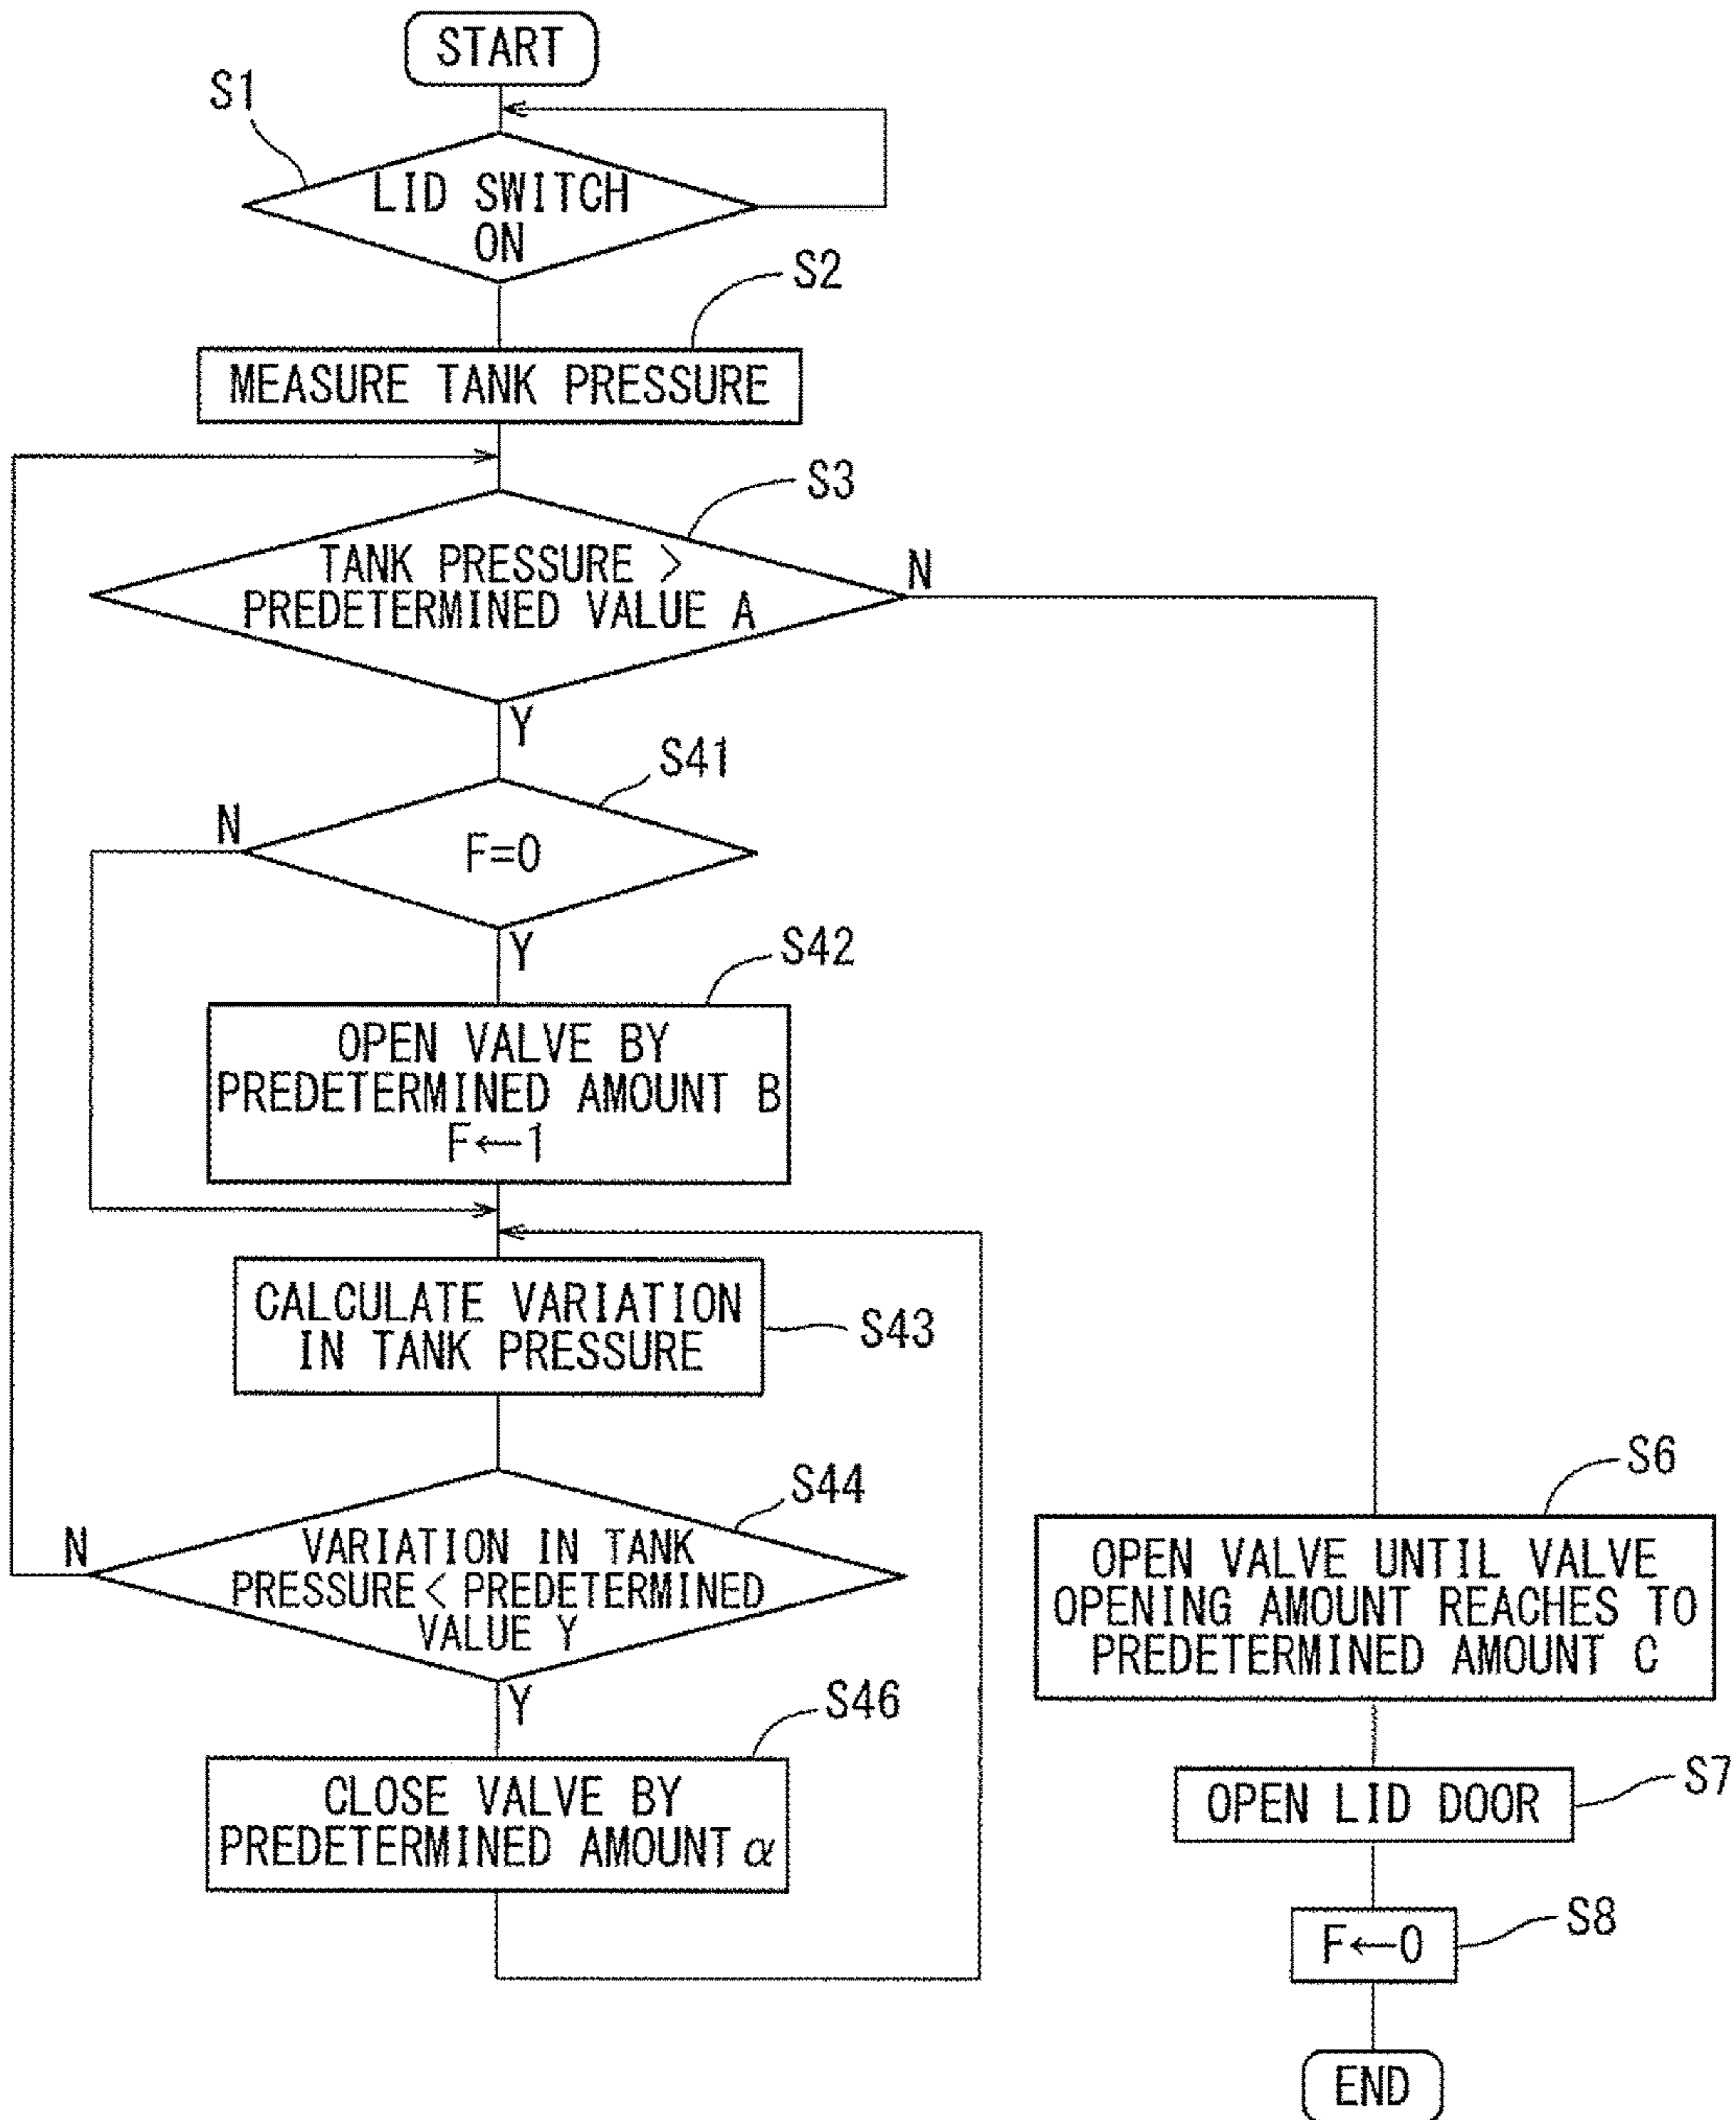 START
S1
LID SWITCH
ON
S2
MEASURE TANK PRESSURE
S3
TANK PRESSURE >
PREDETERMINED VALUE A
N
Y
S41
N
F=0
Y
S42
OPEN VALVE BY
PREDETERMINED AMOUNT B
F←1
CALCULATE VARIATION
IN TANK PRESSURE
S43
S44
N
VARIATION IN TANK
PRESSURE < PREDETERMINED
VALUE Y
Y
S46
CLOSE VALVE BY
PREDETERMINED AMOUNT α
S6
OPEN VALVE UNTIL VALVE
OPENING AMOUNT REACHES TO
PREDETERMINED AMOUNT C
S7
OPEN LID DOOR
S8
F←0
END